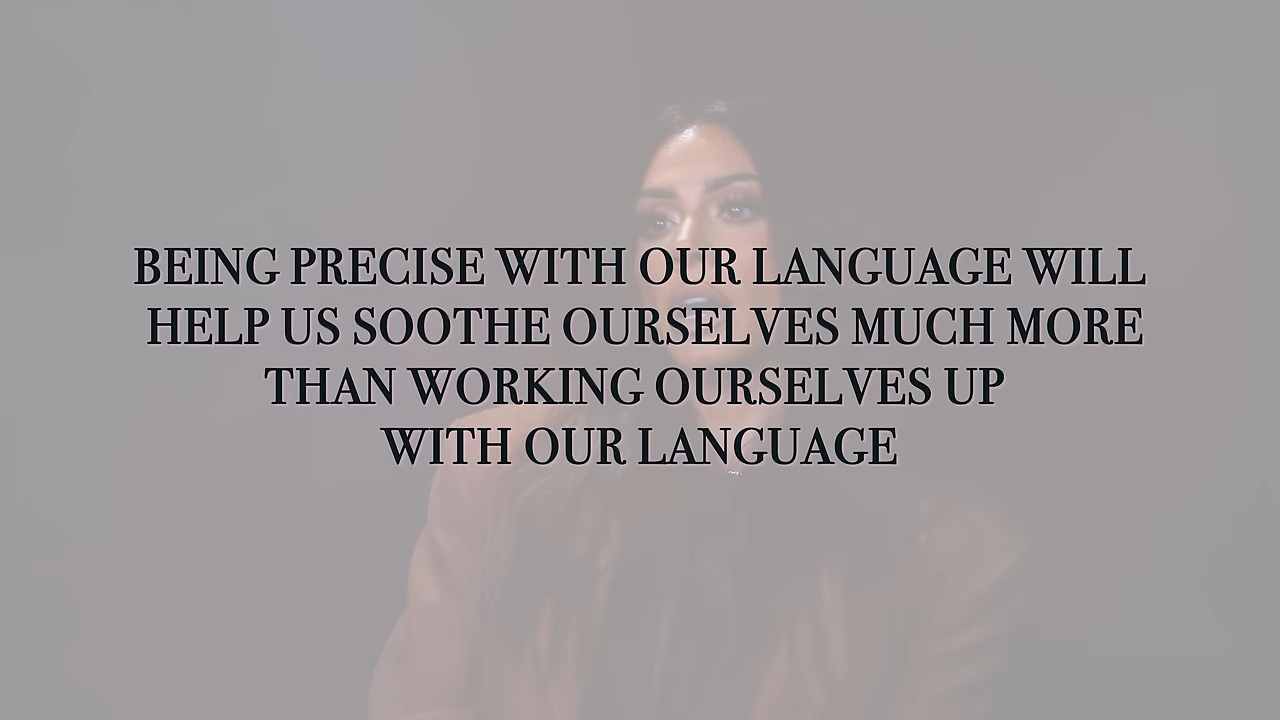 BEING PRECISE WITH OUR LANGUAGE WILL
HELP US SOOTHE OURSELVES MUCH MORE
THAN WORKING OURSELVES UP
WITH OUR LANGUAGE